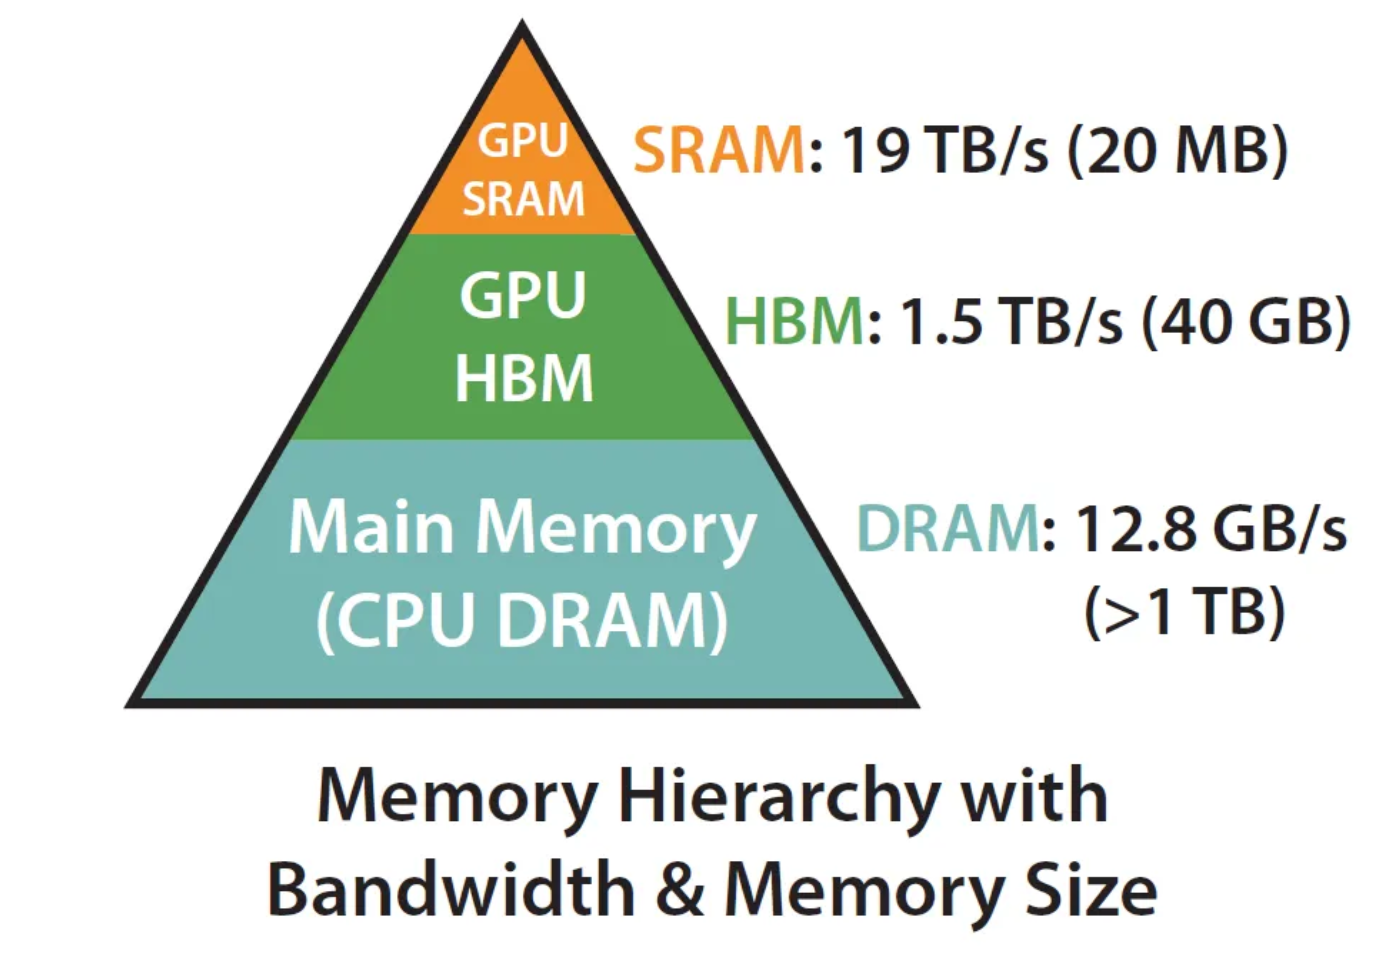 GPU
SRAM
SRAM: 19 TB/s (20 MB)
GPU
HBM
HBM: 1.5 TB/s (40 GB)
Main Memory
(CPU DRAM)
DRAM: 12.8 GB/s
(>1 TB)
Memory Hierarchy with
Bandwidth & Memory Size